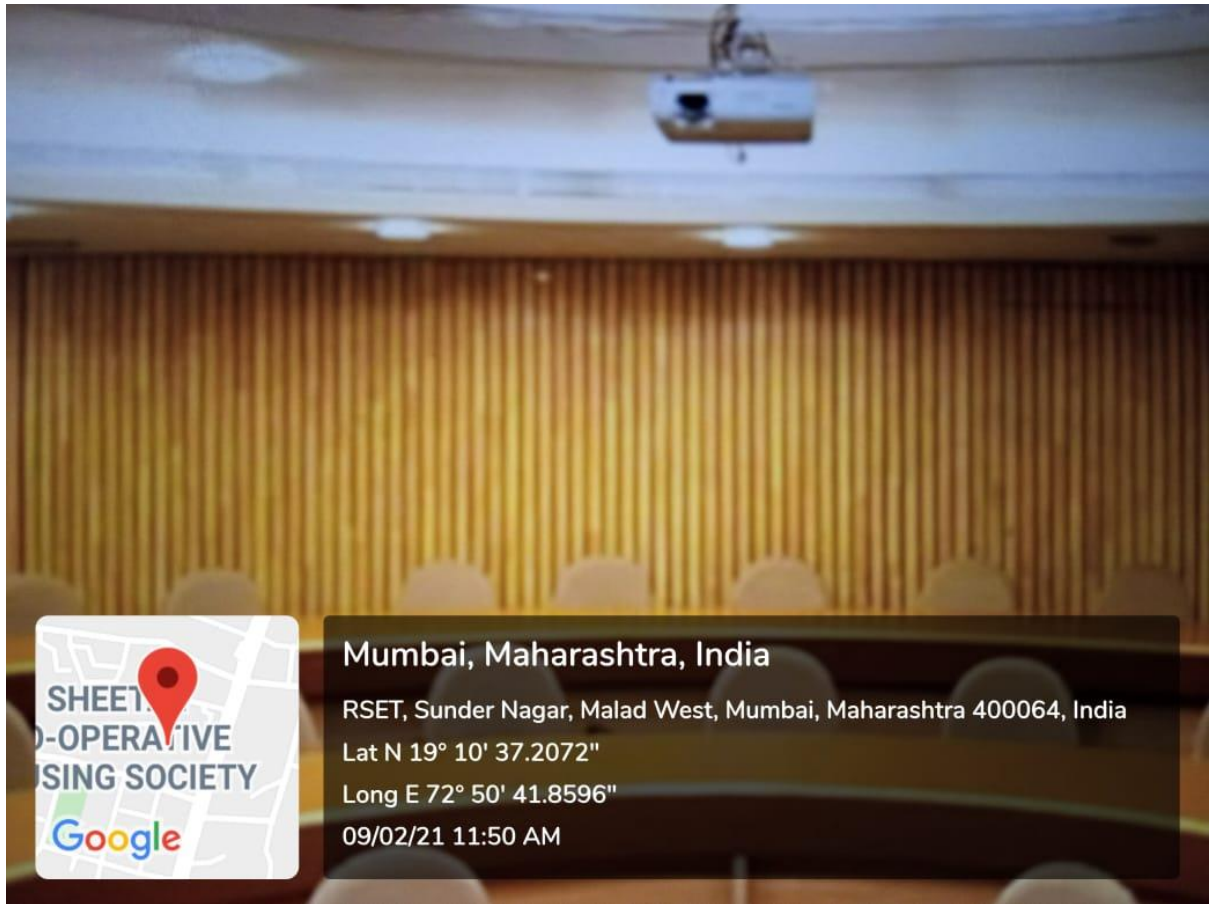 SHEET
-OPERATIVE
SING SOCIETY
Google
Mumbai, Maharashtra, India
RSET, Sunder Nagar, Malad West, Mumbai, Maharashtra 400064, India
Lat N 19° 10' 37.2072"
Long E 72° 50' 41.8596"
09/02/21 11:50 AM